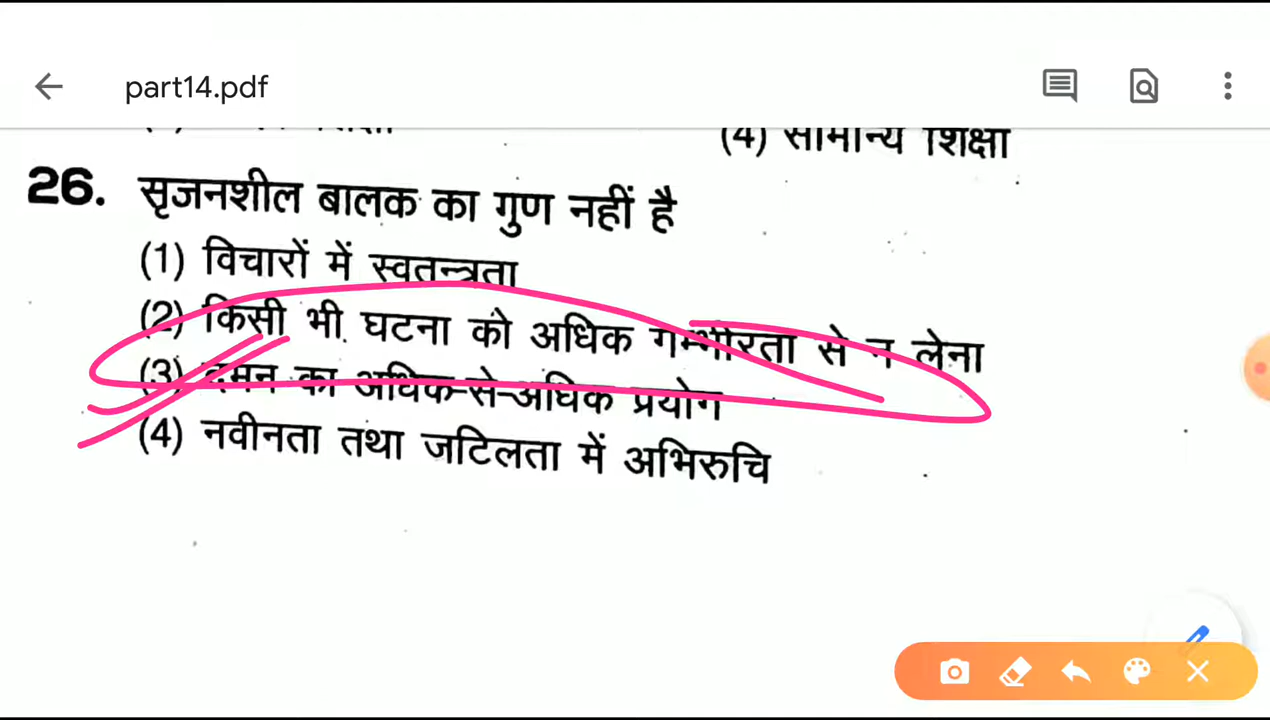 part14.pdf
(4) सामान्य शिक्षा
26. सृजनशील बालक का गुण नहीं है
(1) विचारों में स्वतन्त्रता
(2) किसी भी घटना को अधिक गम्भीरता से न लेना
(3) दमन का अधिक-से-अधिक प्रयोग
(4) नवीनता तथा जटिलता में अभिरुचि